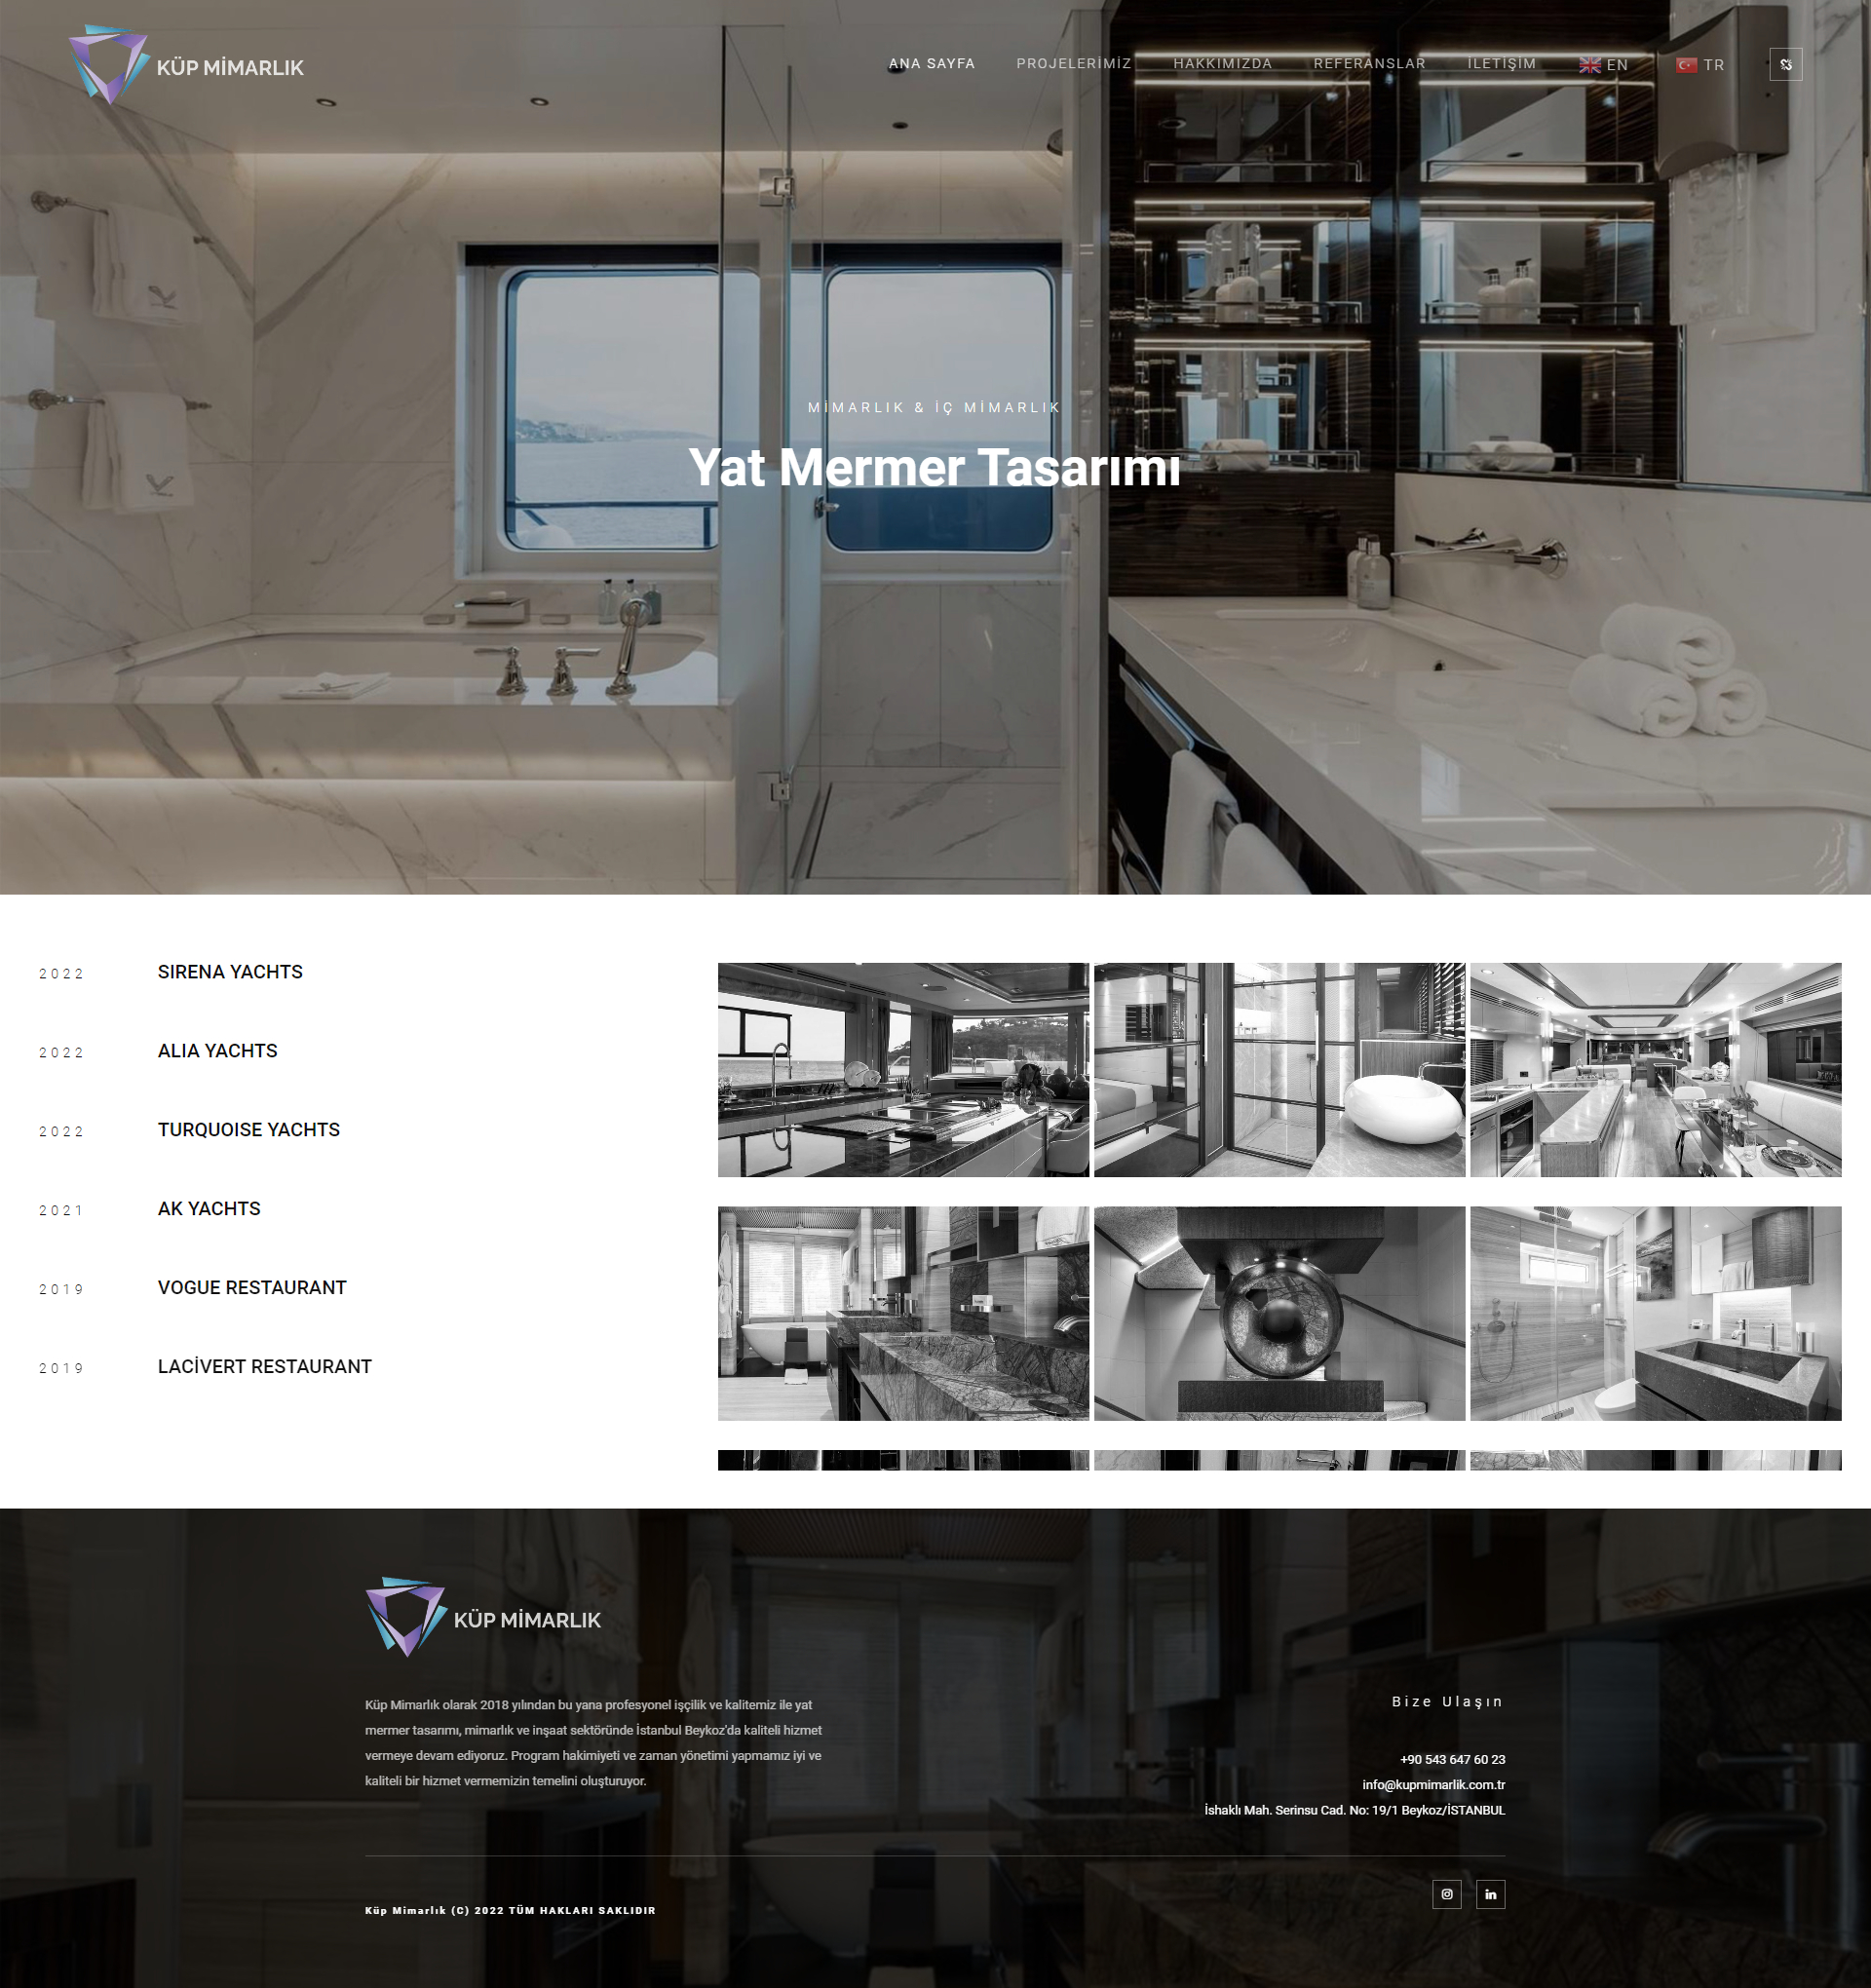 KÜP MİMARLIK
ANA SAYFA
PROJELERİMİZ
HAKKIMIZDA
REFERANSLAR
İLETİŞİM
EN
TR
MİMARLIK & İÇ MİMARLIK
Yat Mermer Tasarımı
2022
SIRENA YACHTS
2022
ALIA YACHTS
2022
TURQUOISE YACHTS
2021
AK YACHTS
2019
VOGUE RESTAURANT
2019
LACİVERT RESTAURANT
KÜP MİMARLIK
Küp Mimarlık olarak 2018 yılından bu yana profesyonel işçilik ve kalitemiz ile yat
mermer tasarımı, mimarlık ve inşaat sektöründe İstanbul Beykoz'da kaliteli hizmet
vermeye devam ediyoruz. Program hakimiyeti ve zaman yönetimi yapmamız iyi ve
kaliteli bir hizmet vermemizin temelini oluşturuyor.
Bize Ulaşın
+90 543 647 60 23
info@kupmimarlik.com.tr
İshaklı Mah. Serinsu Cad. No: 19/1 Beykoz/İSTANBUL
Küp Mimarlık (C) 2022 TÜM HAKLARI SAKLIDIR